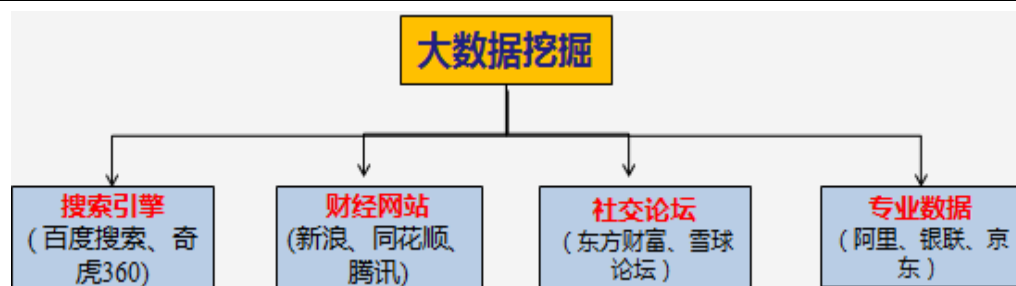 大数据挖掘
搜索引擎
（百度搜索、奇
虎360)
财经网站
(新浪、同花顺、
腾讯)
社交论坛
（东方财富、雪球
论坛）
专业数据
（阿里、银联、京
东）